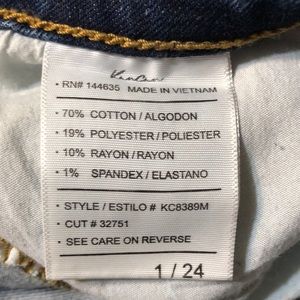 KanCan
• RN# 144635 MADE IN VIETNAM
• 70% COTTON / ALGODON
• 19% POLYESTER / POLIESTER
• 10% RAYON / RAYON
• 1% SPANDEX / ELASTANO
• STYLE / ESTILO # KC8389M
• CUT # 32751
• SEE CARE ON REVERSE
1 / 24